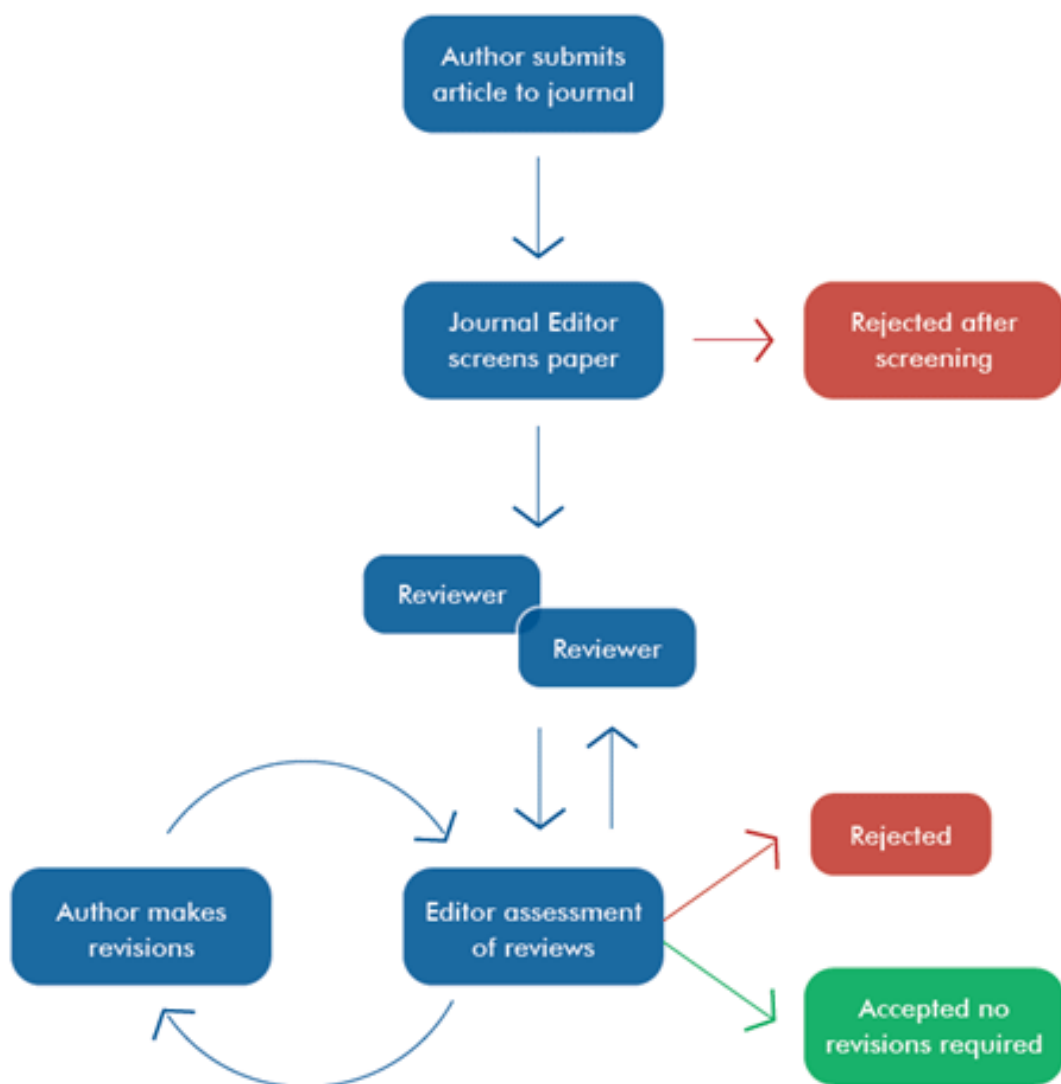 Author submits
article to journal
Journal Editor
screens paper
Rejected after
screening
Reviewer
Reviewer
Rejected
Author makes
revisions
Editor assessment
of reviews
Accepted no
revisions required